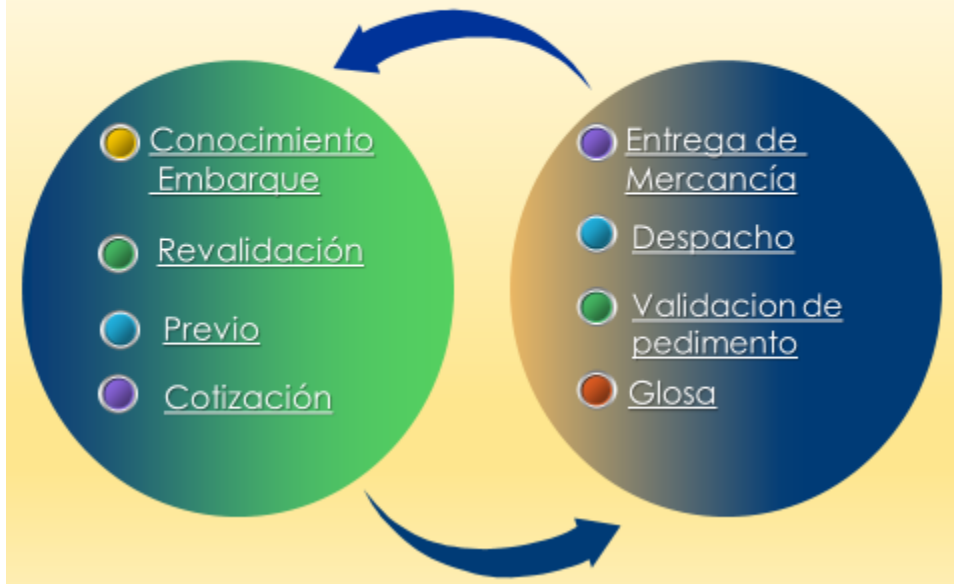 Conocimiento
Embarque
Revalidación
Previo
Cotización
Entrega de
Mercancía
Despacho
Validacion de
pedimento
Glosa